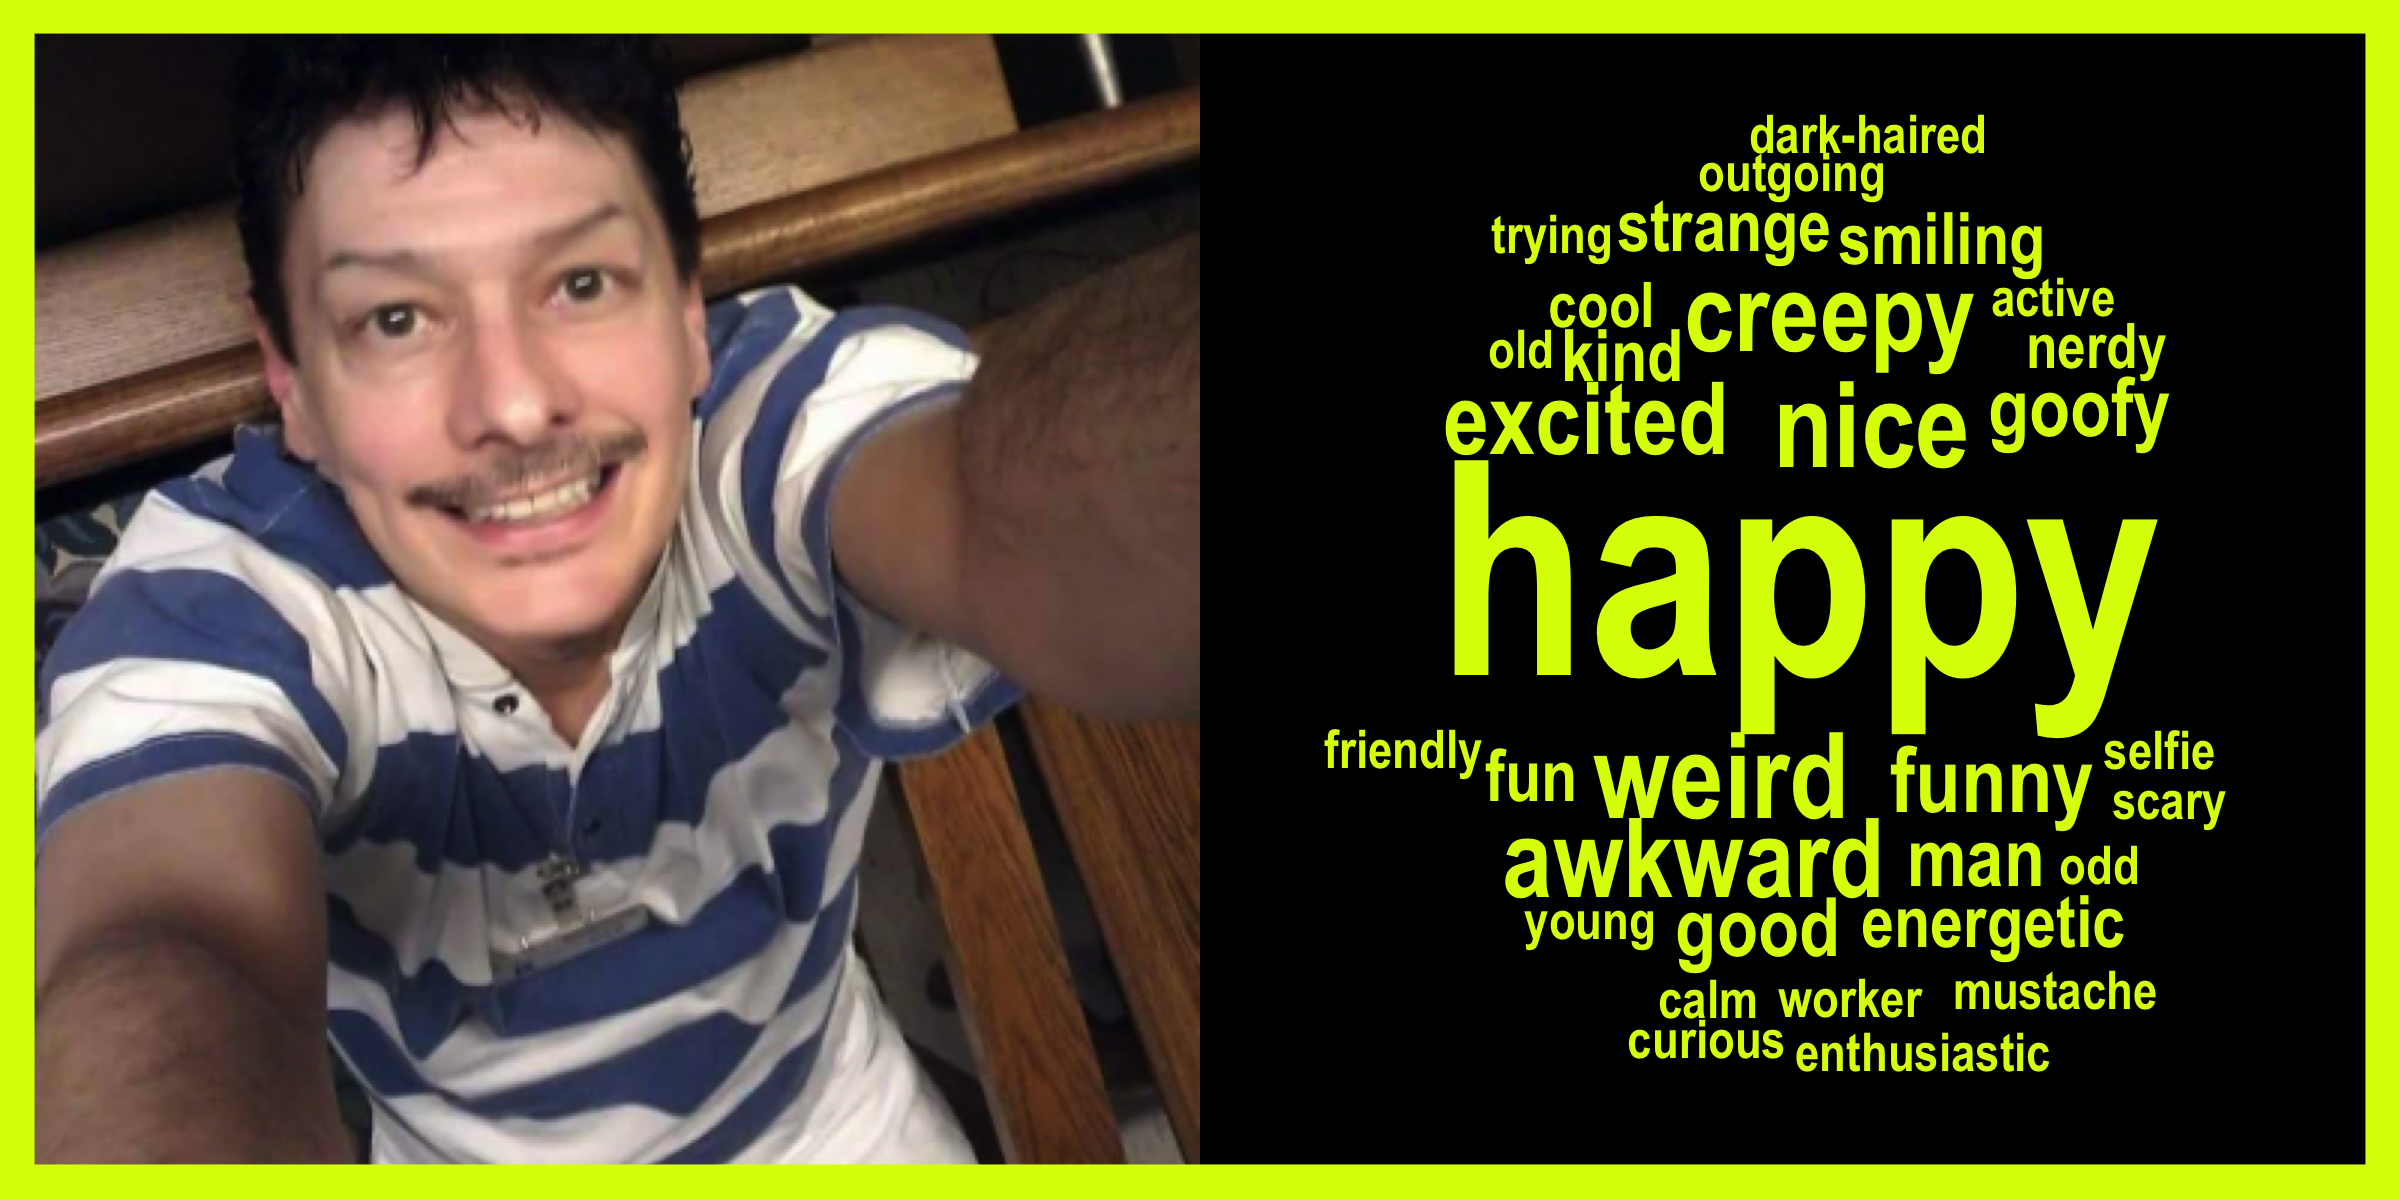 dark-haired
outgoing
trying strange smiling
cool creepy active
old kind nerdy
excited nice goofy
happy
friendly fun weird funny selfie
scary
awkward man odd
young good energetic
calm worker mustache
curious enthusiastic